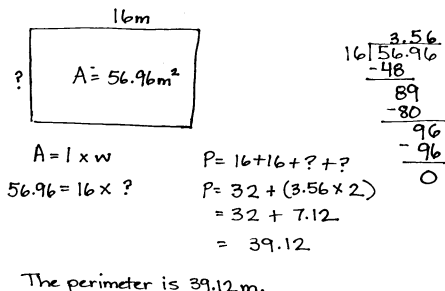 16m
?
A = 56.96m²
3.56
16 56.96
-48
89
-80
96
- 96
0
A = l x w
56.96 = 16 x ?
P = 16+16+?+?
P = 32 + (3.56 x 2)
= 32 + 7.12
= 39.12
The perimeter is 39.12m.